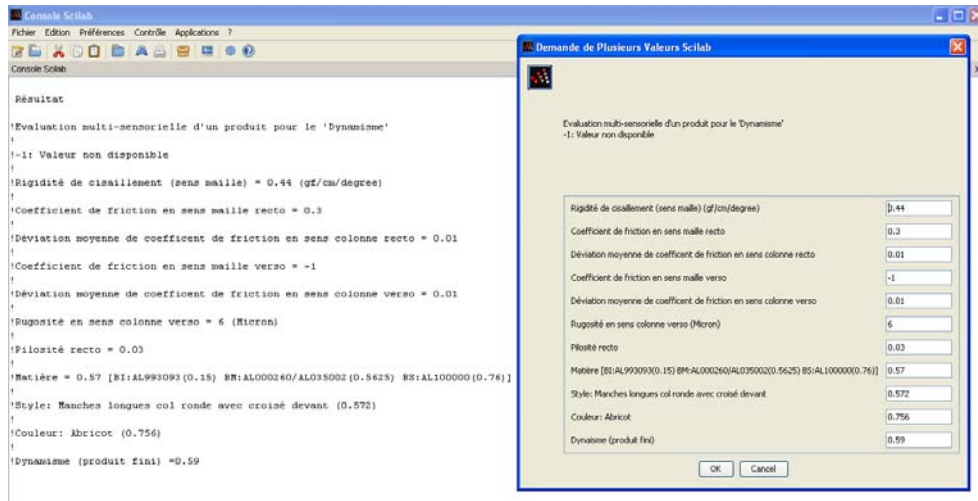 Console Scilab
Fichier Edition Préférences Contrôle Applications ?
Console Scilab
Résultat
!Evaluation multi-sensorielle d'un produit pour le 'Dynamisme'
!
!-1: Valeur non disponible
!
!Rigidité de cisaillement (sens maille) = 0.44 (gf/cm/degree)
!
!Coefficient de friction en sens maille recto = 0.3
!
!Déviation moyenne de coefficent de friction en sens colonne recto = 0.01
!
!Coefficient de friction en sens maille verso = -1
!
!Déviation moyenne de coefficent de friction en sens colonne verso = 0.01
!
!Rugosité en sens colonne verso = 6 (Micron)
!
!Pilosité recto = 0.03
!
!Matière = 0.57 [BI:AL993093(0.15) BM:AL000260/AL035002(0.5625) BS:AL100000(0.76)]
!
!Style: Manches longues col ronde avec croisé devant (0.572)
!
!Couleur: Abricot (0.756)
!
!Dynamisme (produit fini) =0.59
Demande de Plusieurs Valeurs Scilab
Evaluation multi-sensorielle d'un produit pour le 'Dynamisme'
-1: Valeur non disponible
Rigidité de cisaillement (sens maille) (gf/cm/degree) 0.44
Coefficient de friction en sens maille recto 0.3
Déviation moyenne de coefficent de friction en sens colonne recto 0.01
Coefficient de friction en sens maille verso -1
Déviation moyenne de coefficent de friction en sens colonne verso 0.01
Rugosité en sens colonne verso (Micron) 6
Pilosité recto 0.03
Matière [BI:AL993093(0.15) BM:AL000260/AL035002(0.5625) BS:AL100000(0.76)] 0.57
Style: Manches longues col ronde avec croisé devant 0.572
Couleur: Abricot 0.756
Dynaisme (produit fini) 0.59
OK Cancel